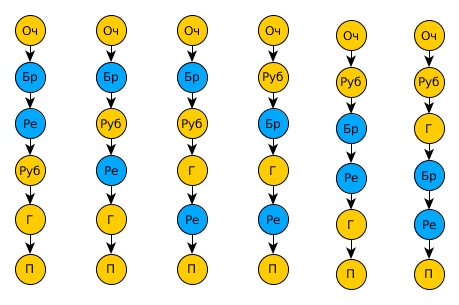 Оч Оч Оч Оч Оч Оч
Бр Бр Бр Руб Руб Руб
Ре Руб Руб Бр Бр Г
Руб Ре Г Г Ре Бр
Г Г Ре Ре Г Ре
П П П П П П